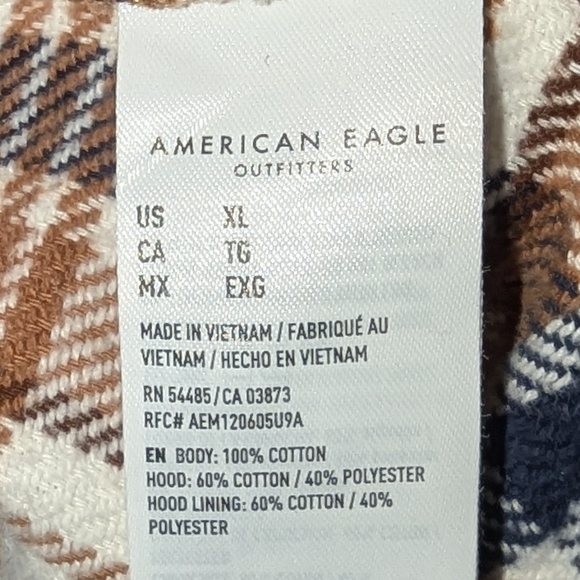 AMERICAN EAGLE
OUTFITTERS
US XL
CA TG
MX EXG
MADE IN VIETNAM / FABRIQUÉ AU
VIETNAM / HECHO EN VIETNAM
RN 54485 / CA 03873
RFC# AEM120605U9A
EN BODY: 100% COTTON
HOOD: 60% COTTON / 40% POLYESTER
HOOD LINING: 60% COTTON / 40%
POLYESTER